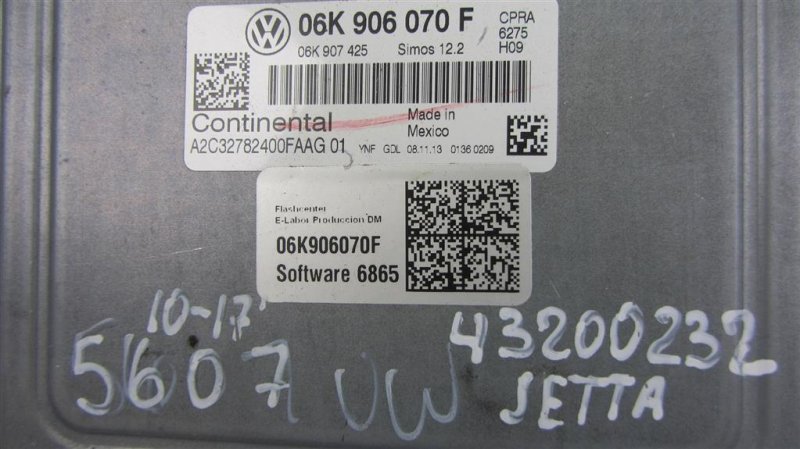 06K 906 070 F CPRA
06K 907 425 Simos 12.2 6275
H09
Continental Made in
Mexico
A2C32782400FAAG 01 YNF GDL 08.11.13 0136 0209
Flashcenter
E-Labor Produccion DM
06K906070F
Software 6865
10-17
5607 VW 43200232
JETTA